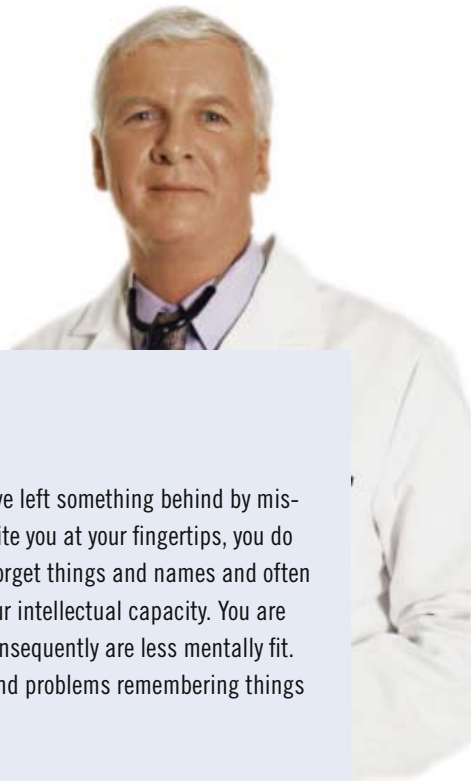 ve left something behind by mis-
ite you at your fingertips, you do
orget things and names and often
ur intellectual capacity. You are
nsequently are less mentally fit.
nd problems remembering things